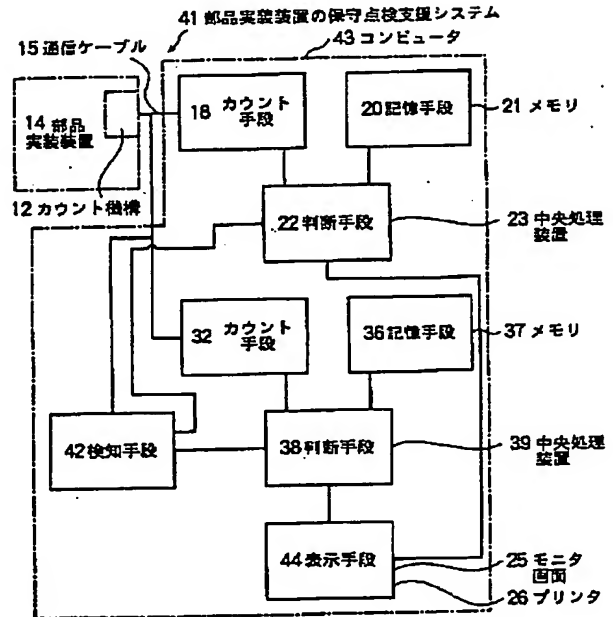 41 部品実装装置の保守点検支援システム
15 通信ケーブル
43 コンピュータ
14 部品
実装装置
12 カウント機構
18 カウント
手段
20 記憶手段
21 メモリ
22 判断手段
23 中央処理
装置
32 カウント
手段
36 記憶手段
37 メモリ
42 検知手段
38 判断手段
39 中央処理
装置
44 表示手段
25 モニタ
画面
26 プリンタ